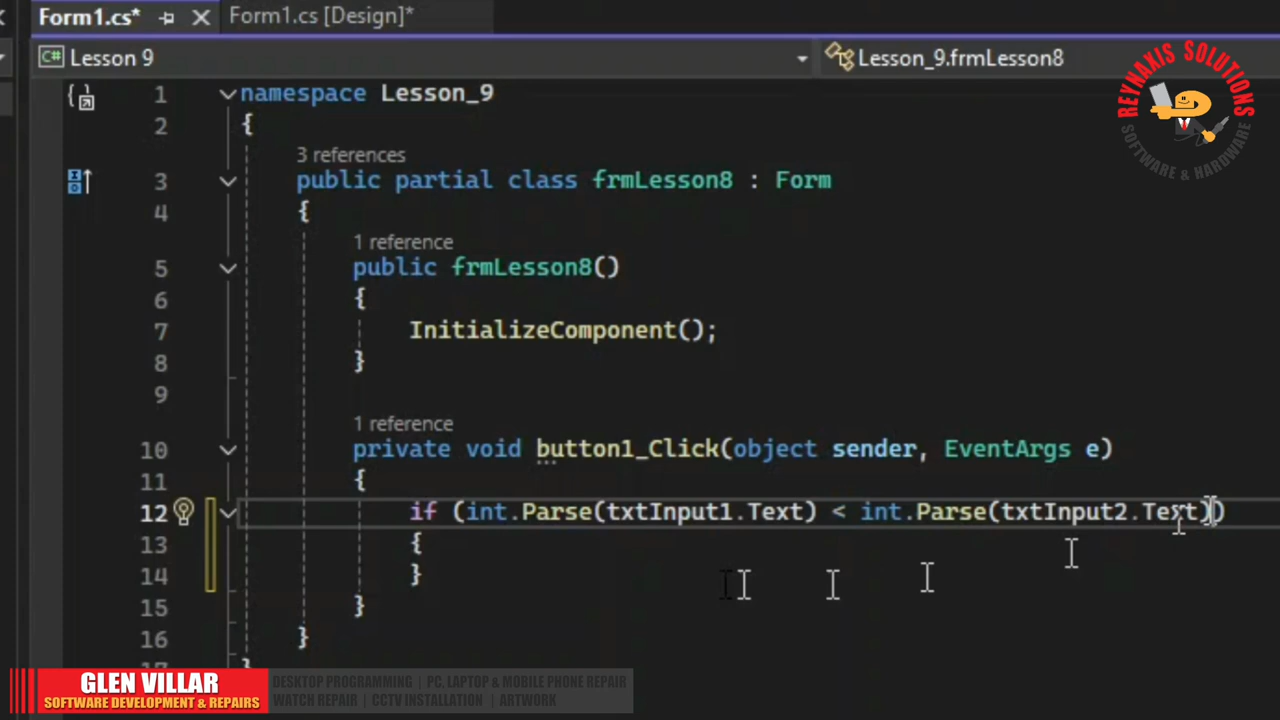 Form1.cs* Form1.cs [Design]*
C# Lesson 9 Lesson_9.frmLesson8
REYNAXIS SOLUTIONS
SOFTWARE & HARDWARE
1 namespace Lesson_9
2 {
3 references
3 public partial class frmLesson8 : Form
4 {
1 reference
5 public frmLesson8()
6 {
7 InitializeComponent();
8 }
9
1 reference
10 private void button1_Click(object sender, EventArgs e)
11 {
12 if (int.Parse(txtInput1.Text) < int.Parse(txtInput2.Text))
13 {
14 }
15 }
16 }
17 }
GLEN VILLAR
SOFTWARE DEVELOPMENT & REPAIRS
DESKTOP PROGRAMMING | PC, LAPTOP & MOBILE PHONE REPAIR
WATCH REPAIR | CCTV INSTALLATION | ARTWORK